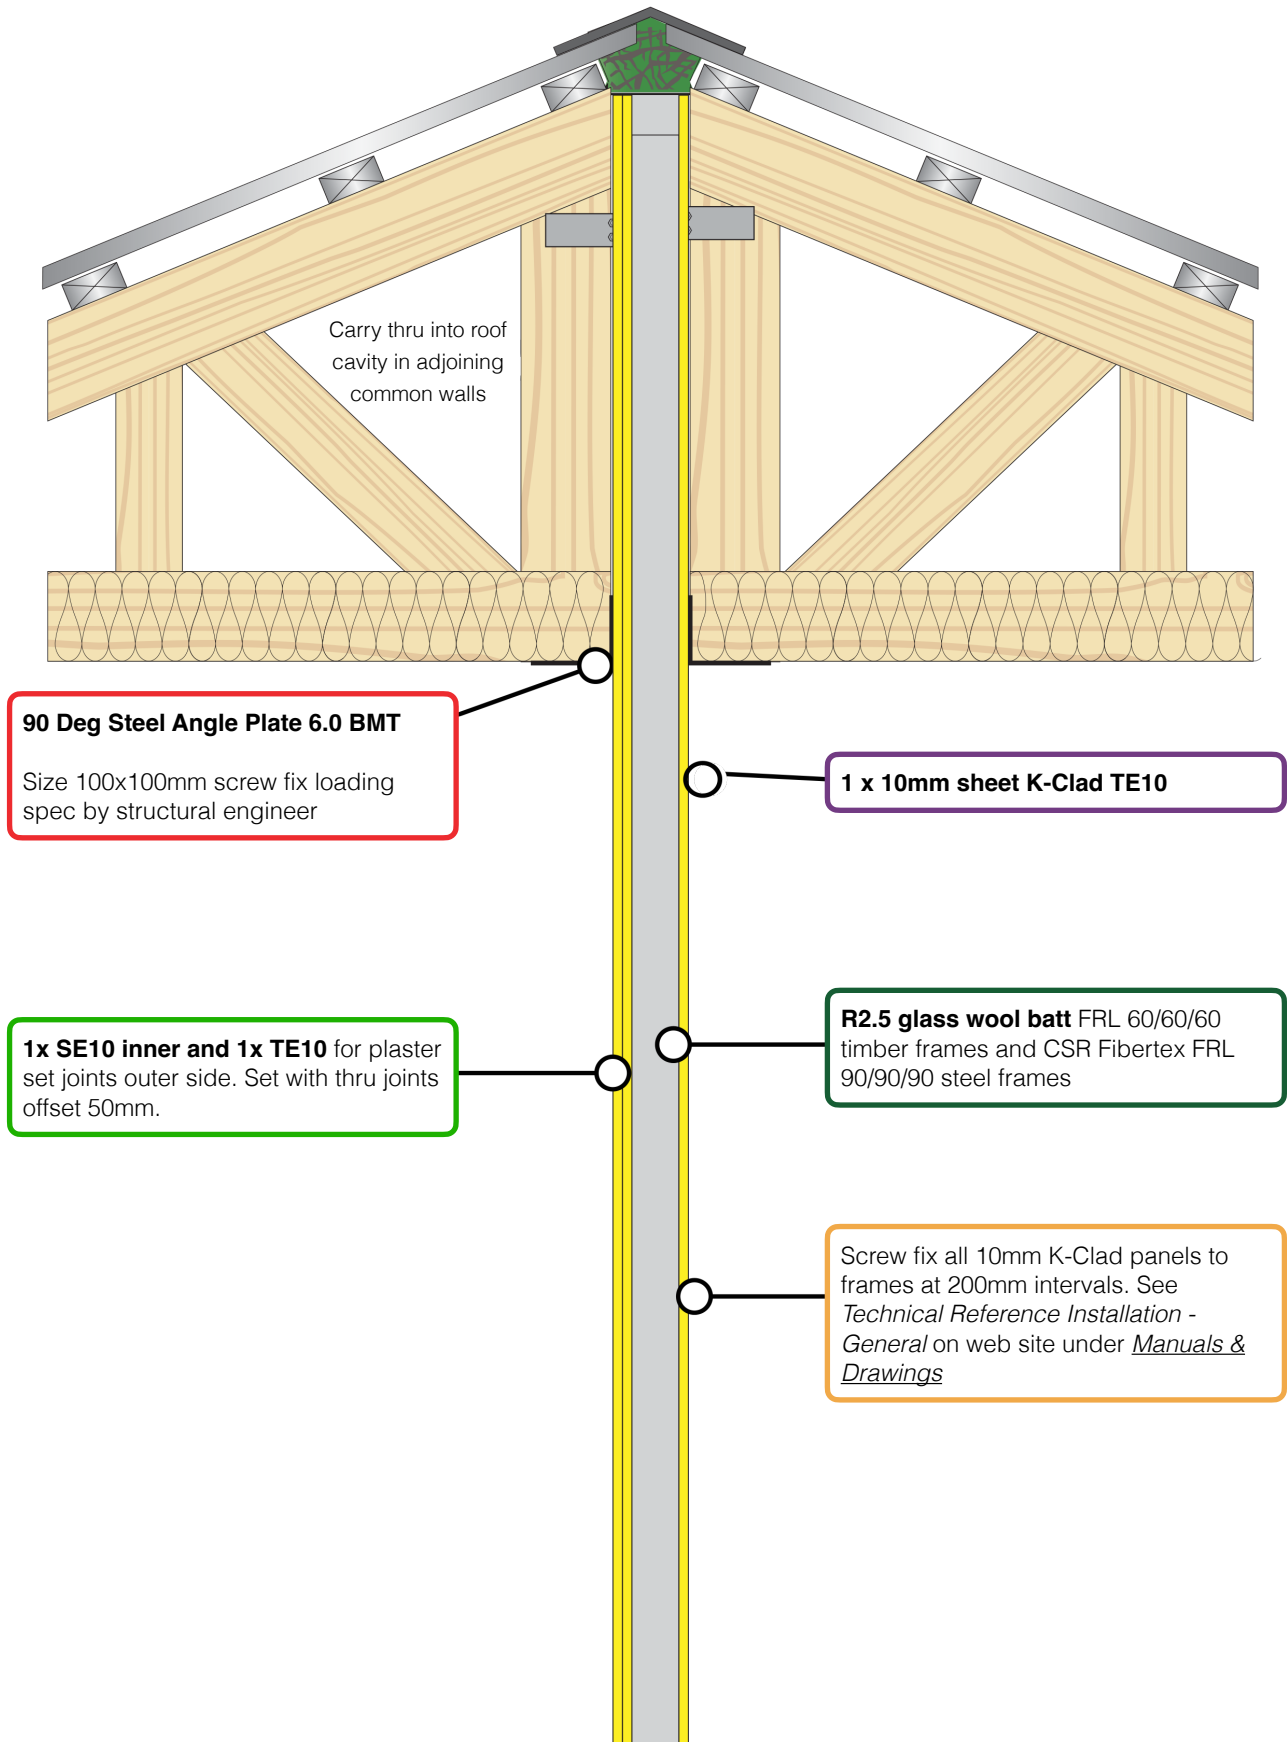 Carry thru into roof
cavity in adjoining
common walls
90 Deg Steel Angle Plate 6.0 BMT
Size 100x100mm screw fix loading
spec by structural engineer
1 x 10mm sheet K-Clad TE10
1x SE10 inner and 1x TE10 for plaster
set joints outer side. Set with thru joints
offset 50mm.
R2.5 glass wool batt FRL 60/60/60
timber frames and CSR Fibertex FRL
90/90/90 steel frames
Screw fix all 10mm K-Clad panels to
frames at 200mm intervals. See
Technical Reference Installation -
General on web site under Manuals &
Drawings